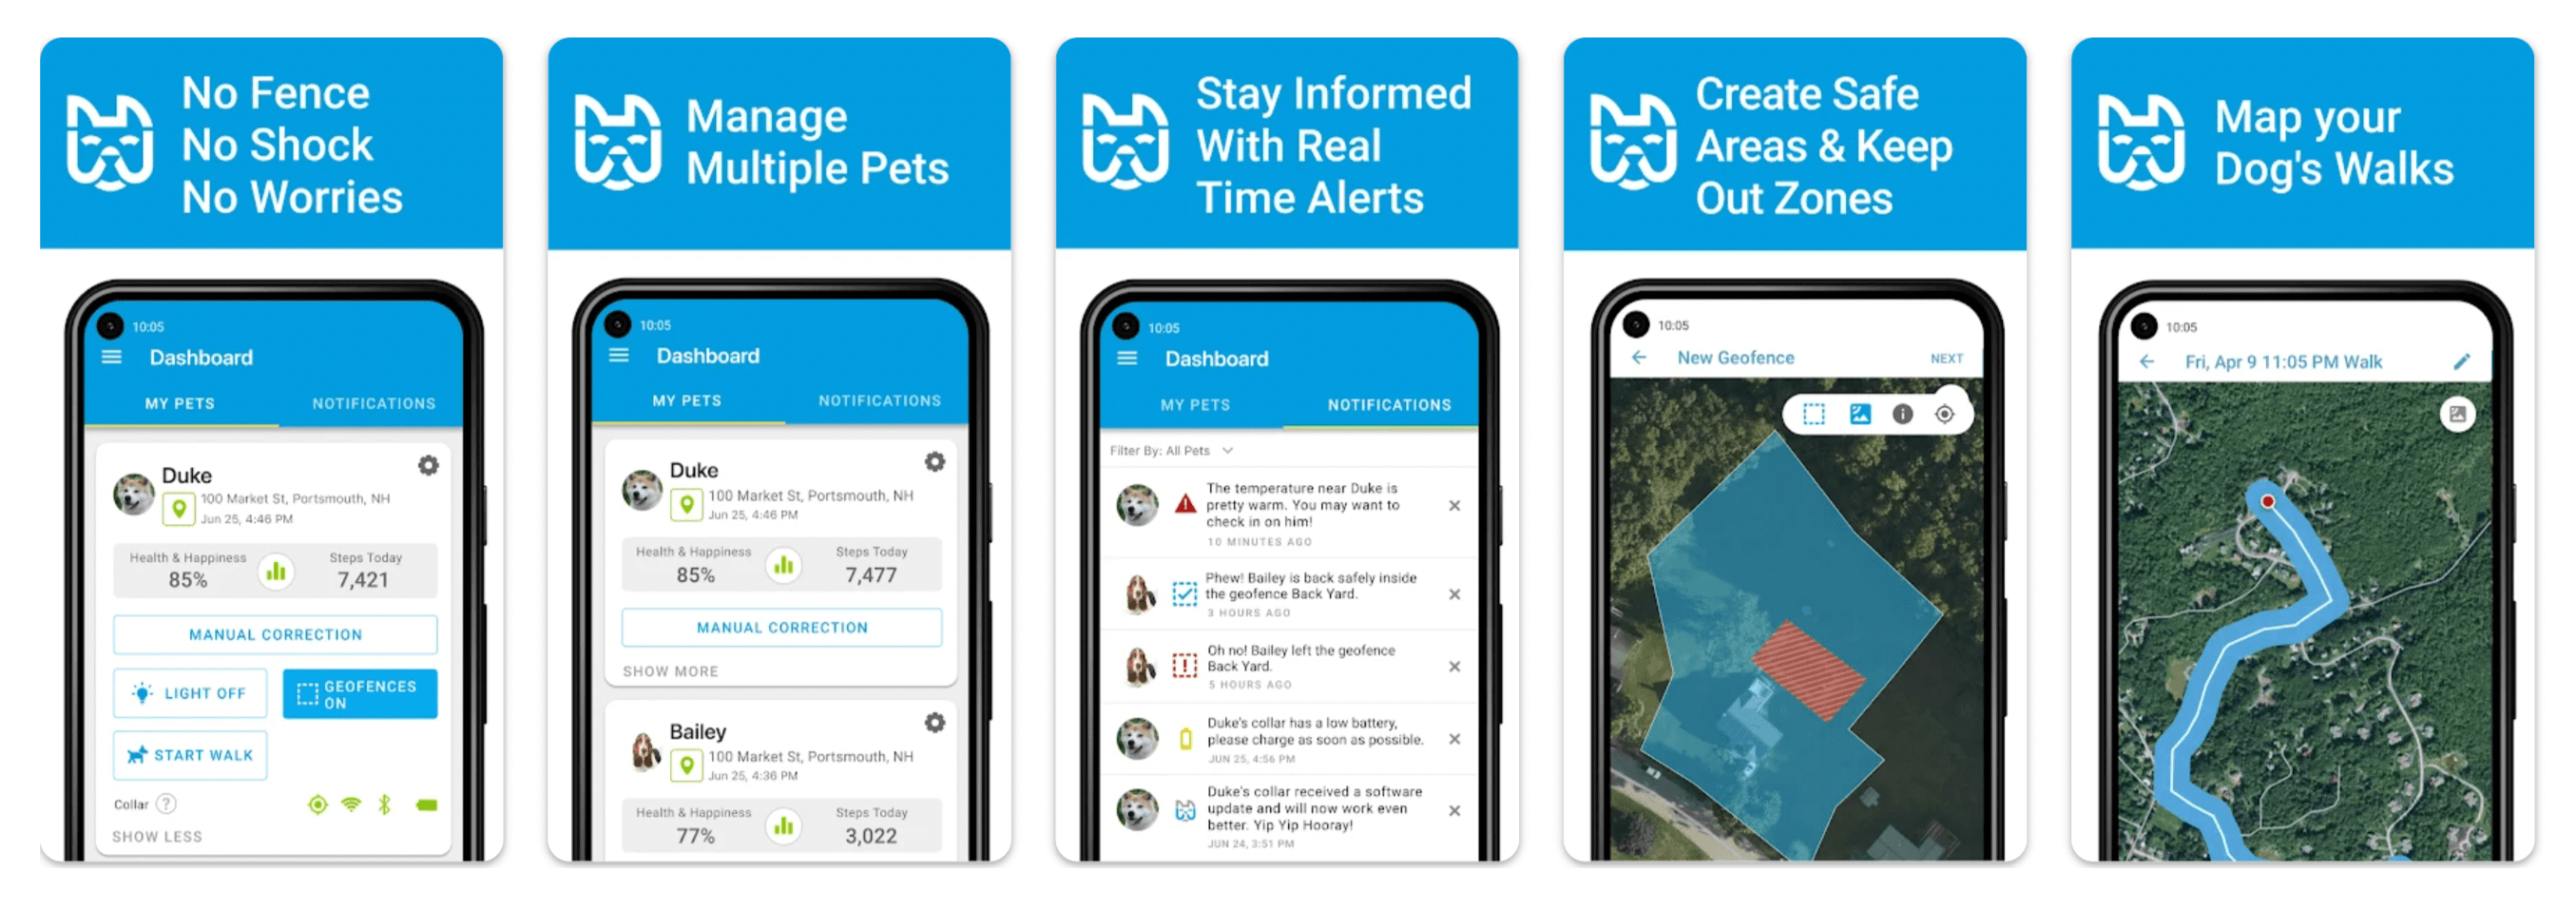 No Fence
No Shock
No Worries
10:05
Dashboard
MY PETS
NOTIFICATIONS
Duke
100 Market St, Portsmouth, NH
Jun 25, 4:46 PM
Health & Happiness
85%
Steps Today
7,421
MANUAL CORRECTION
LIGHT OFF
GEOFENCES
ON
START WALK
Collar ?
SHOW LESS
Manage
Multiple Pets
10:05
Dashboard
MY PETS
NOTIFICATIONS
Duke
100 Market St, Portsmouth, NH
Jun 25, 4:46 PM
Health & Happiness
85%
Steps Today
7,477
MANUAL CORRECTION
SHOW MORE
Bailey
100 Market St, Portsmouth, NH
Jun 25, 4:36 PM
Health & Happiness
77%
Steps Today
3,022
Stay Informed
With Real
Time Alerts
10:05
Dashboard
MY PETS
NOTIFICATIONS
Filter By: All Pets
The temperature near Duke is
pretty warm. You may want to
check in on him!
10 MINUTES AGO
Phew! Bailey is back safely inside
the geofence Back Yard.
3 HOURS AGO
Oh no! Bailey left the geofence
Back Yard.
5 HOURS AGO
Duke's collar has a low battery,
please charge as soon as possible.
JUN 25, 4:56 PM
Duke's collar received a software
update and will now work even
better. Yip Yip Hooray!
JUN 24, 3:51 PM
Create Safe
Areas & Keep
Out Zones
10:05
New Geofence
NEXT
Map your
Dog's Walks
10:05
Fri, Apr 9 11:05 PM Walk